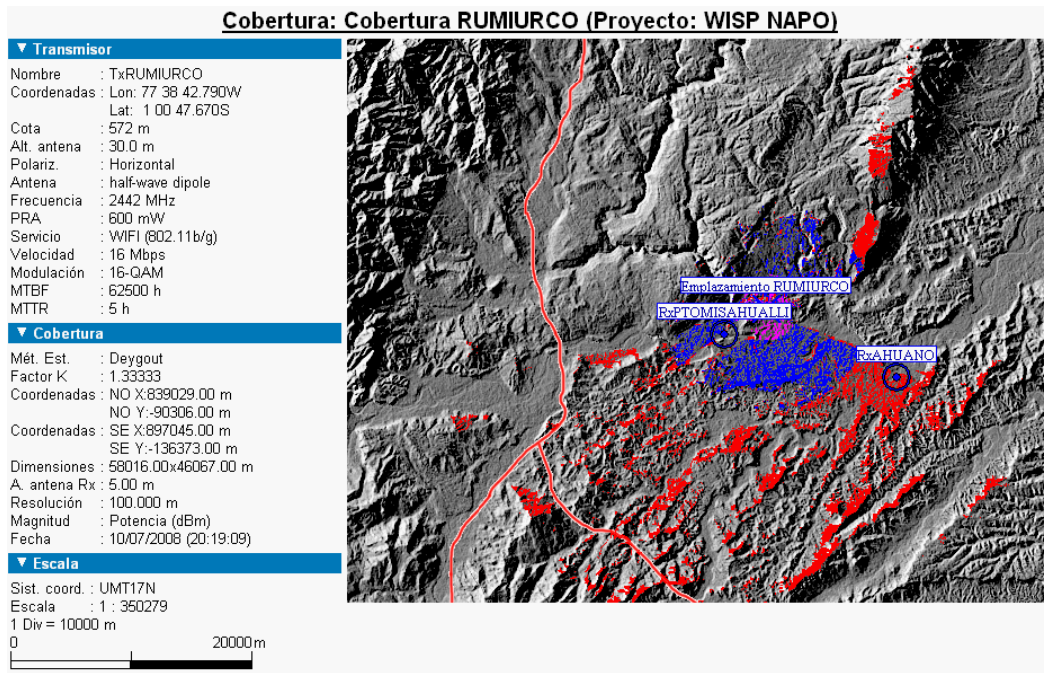 Cobertura: Cobertura RUMIURCO (Proyecto: WISP NAPO)
▼ Transmisor
Nombre : TxRUMIURCO
Coordenadas : Lon: 77 38 42.790W
Lat: 1 00 47.670S
Cota : 572 m
Alt. antena : 30.0 m
Polariz. : Horizontal
Antena : half-wave dipole
Frecuencia : 2442 MHz
PRA : 600 mW
Servicio : WIFI (802.11b/g)
Velocidad : 16 Mbps
Modulación : 16-QAM
MTBF : 62500 h
MTTR : 5 h
▼ Cobertura
Mét. Est. : Deygout
Factor K : 1.33333
Coordenadas : NO X:839029.00 m
NO Y:-90306.00 m
Coordenadas : SE X:897045.00 m
SE Y:-136373.00 m
Dimensiones : 58016.00x46067.00 m
A. antena Rx : 5.00 m
Resolución : 100.000 m
Magnitud : Potencia (dBm)
Fecha : 10/07/2008 (20:19:09)
▼ Escala
Sist. coord. : UMT17N
Escala : 1 : 350279
1 Div = 10000 m
0 20000 m
Emplazamiento RUMIURCO
RxPTOMISAHUALLI
RxAHUANO